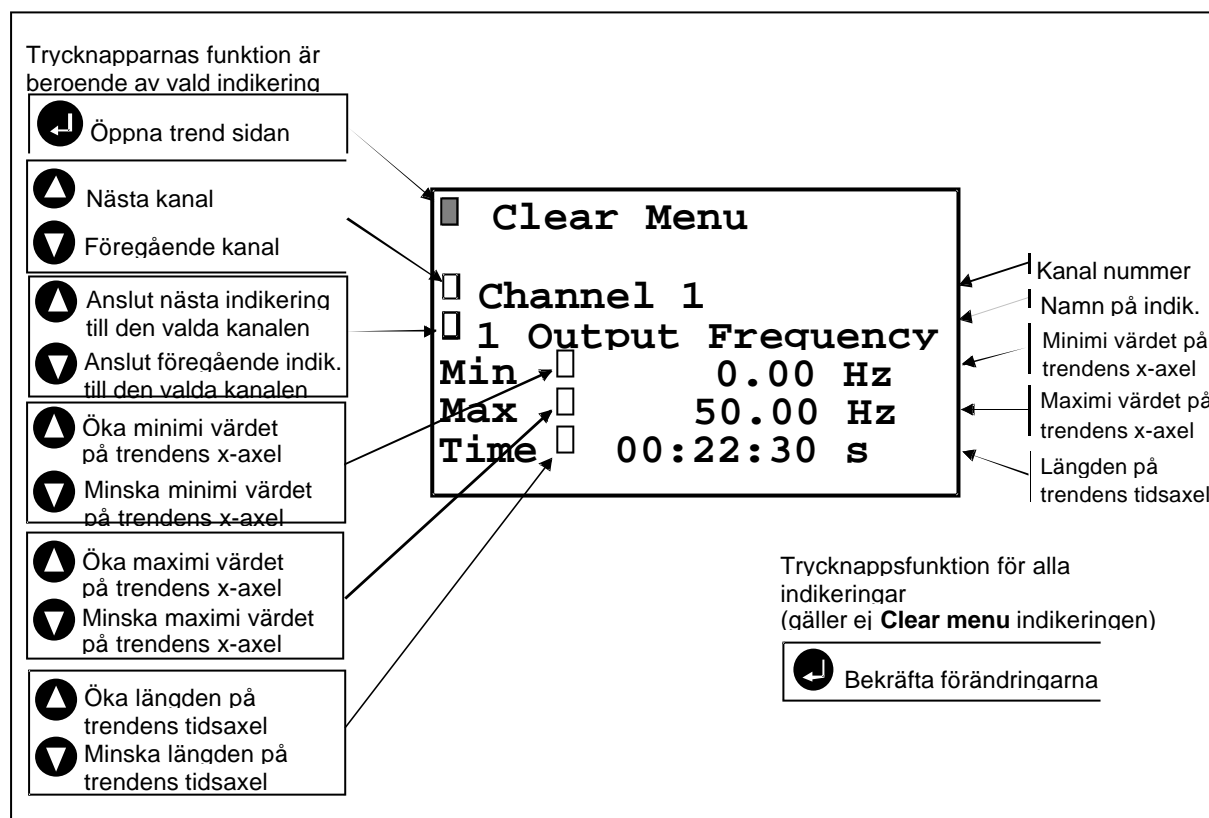 Trycknapparnas funktion är
beroende av vald indikering
Öppna trend sidan
Nästa kanal
Föregående kanal
Anslut nästa indikering
till den valda kanalen
Anslut föregående indik.
till den valda kanalen
Öka minimi värdet
på trendens x-axel
Minska minimi värdet
på trendens x-axel
Öka maximi värdet
på trendens x-axel
Minska maximi värdet
på trendens x-axel
Öka längden på
trendens tidsaxel
Minska längden på
trendens tidsaxel
Clear Menu
Channel 1
1 Output Frequency
Min 0.00 Hz
Max 50.00 Hz
Time 00:22:30 s
Kanal nummer
Namn på indik.
Minimi värdet på
trendens x-axel
Maximi värdet på
trendens x-axel
Längden på
trendens tidsaxel
Trycknappsfunktion för alla
indikeringar
(gäller ej Clear menu indikeringen)
Bekräfta förändringarna